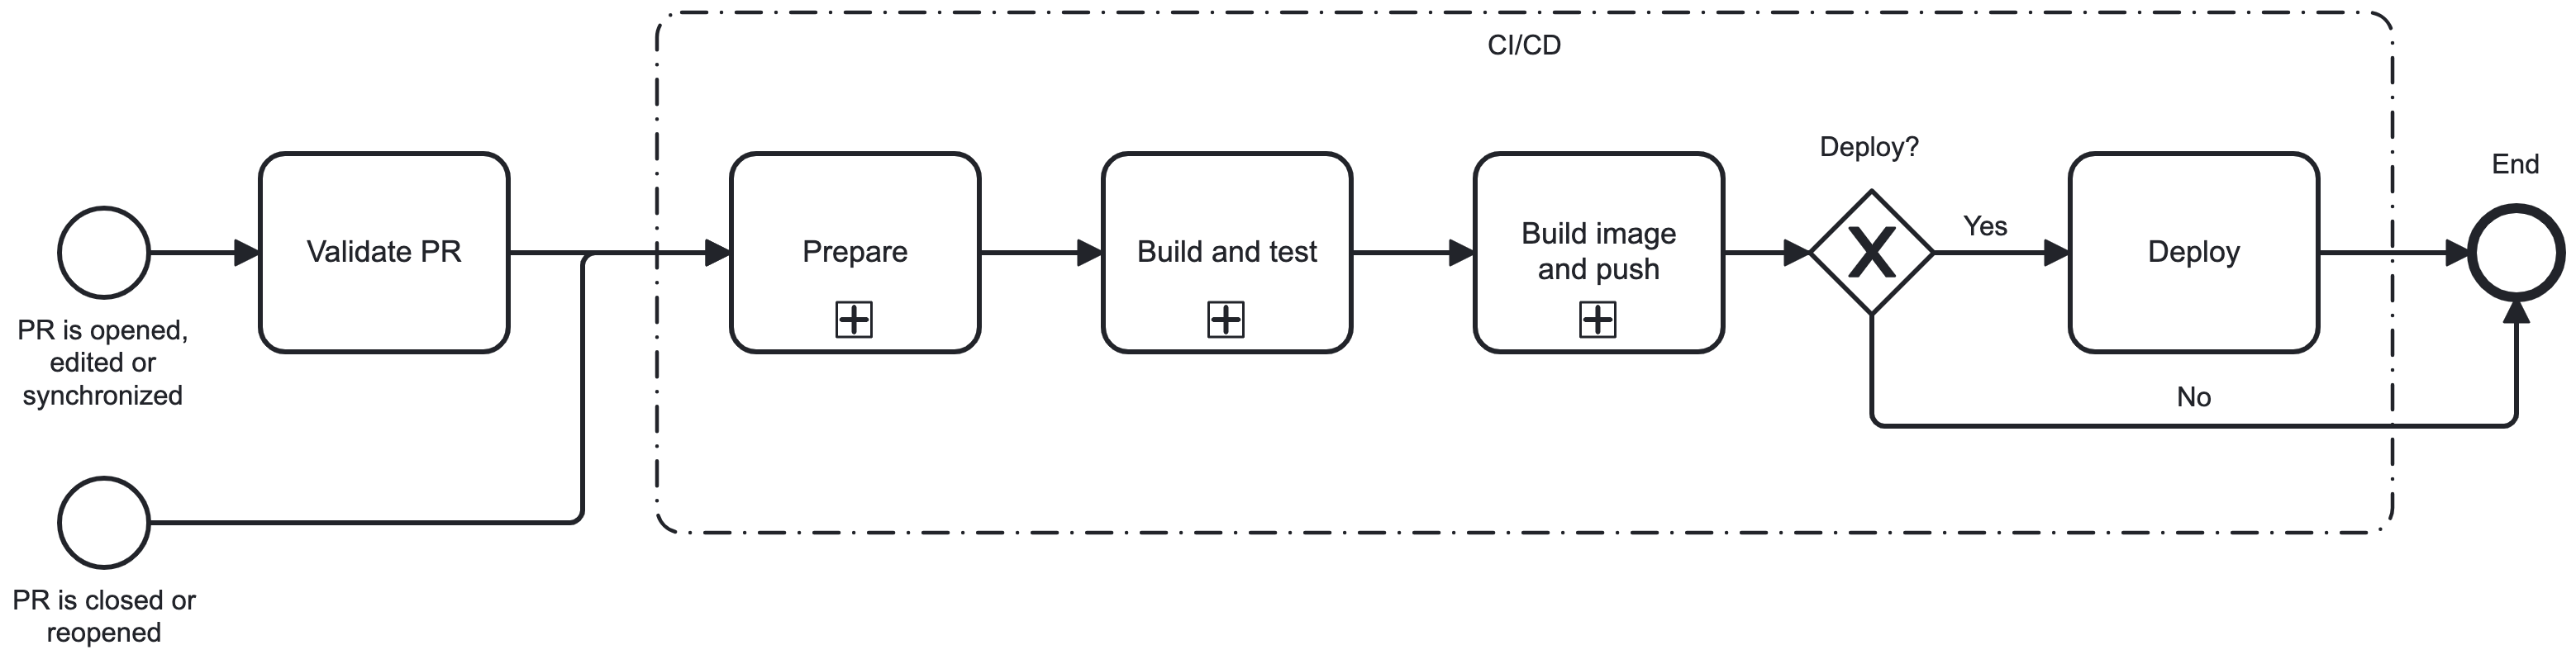 CI/CD
Deploy?
End
Validate PR
Prepare
Build and test
Build image
and push
X
Yes
Deploy
PR is opened,
edited or
synchronized
No
PR is closed or
reopened